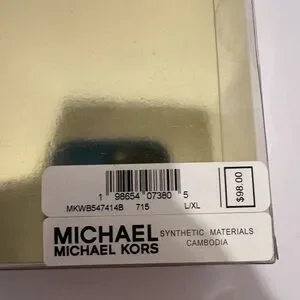 1 98654 07380 5
MKWB547414B 715 L/XL
$98.00
MICHAEL
MICHAEL KORS
SYNTHETIC MATERIALS
CAMBODIA